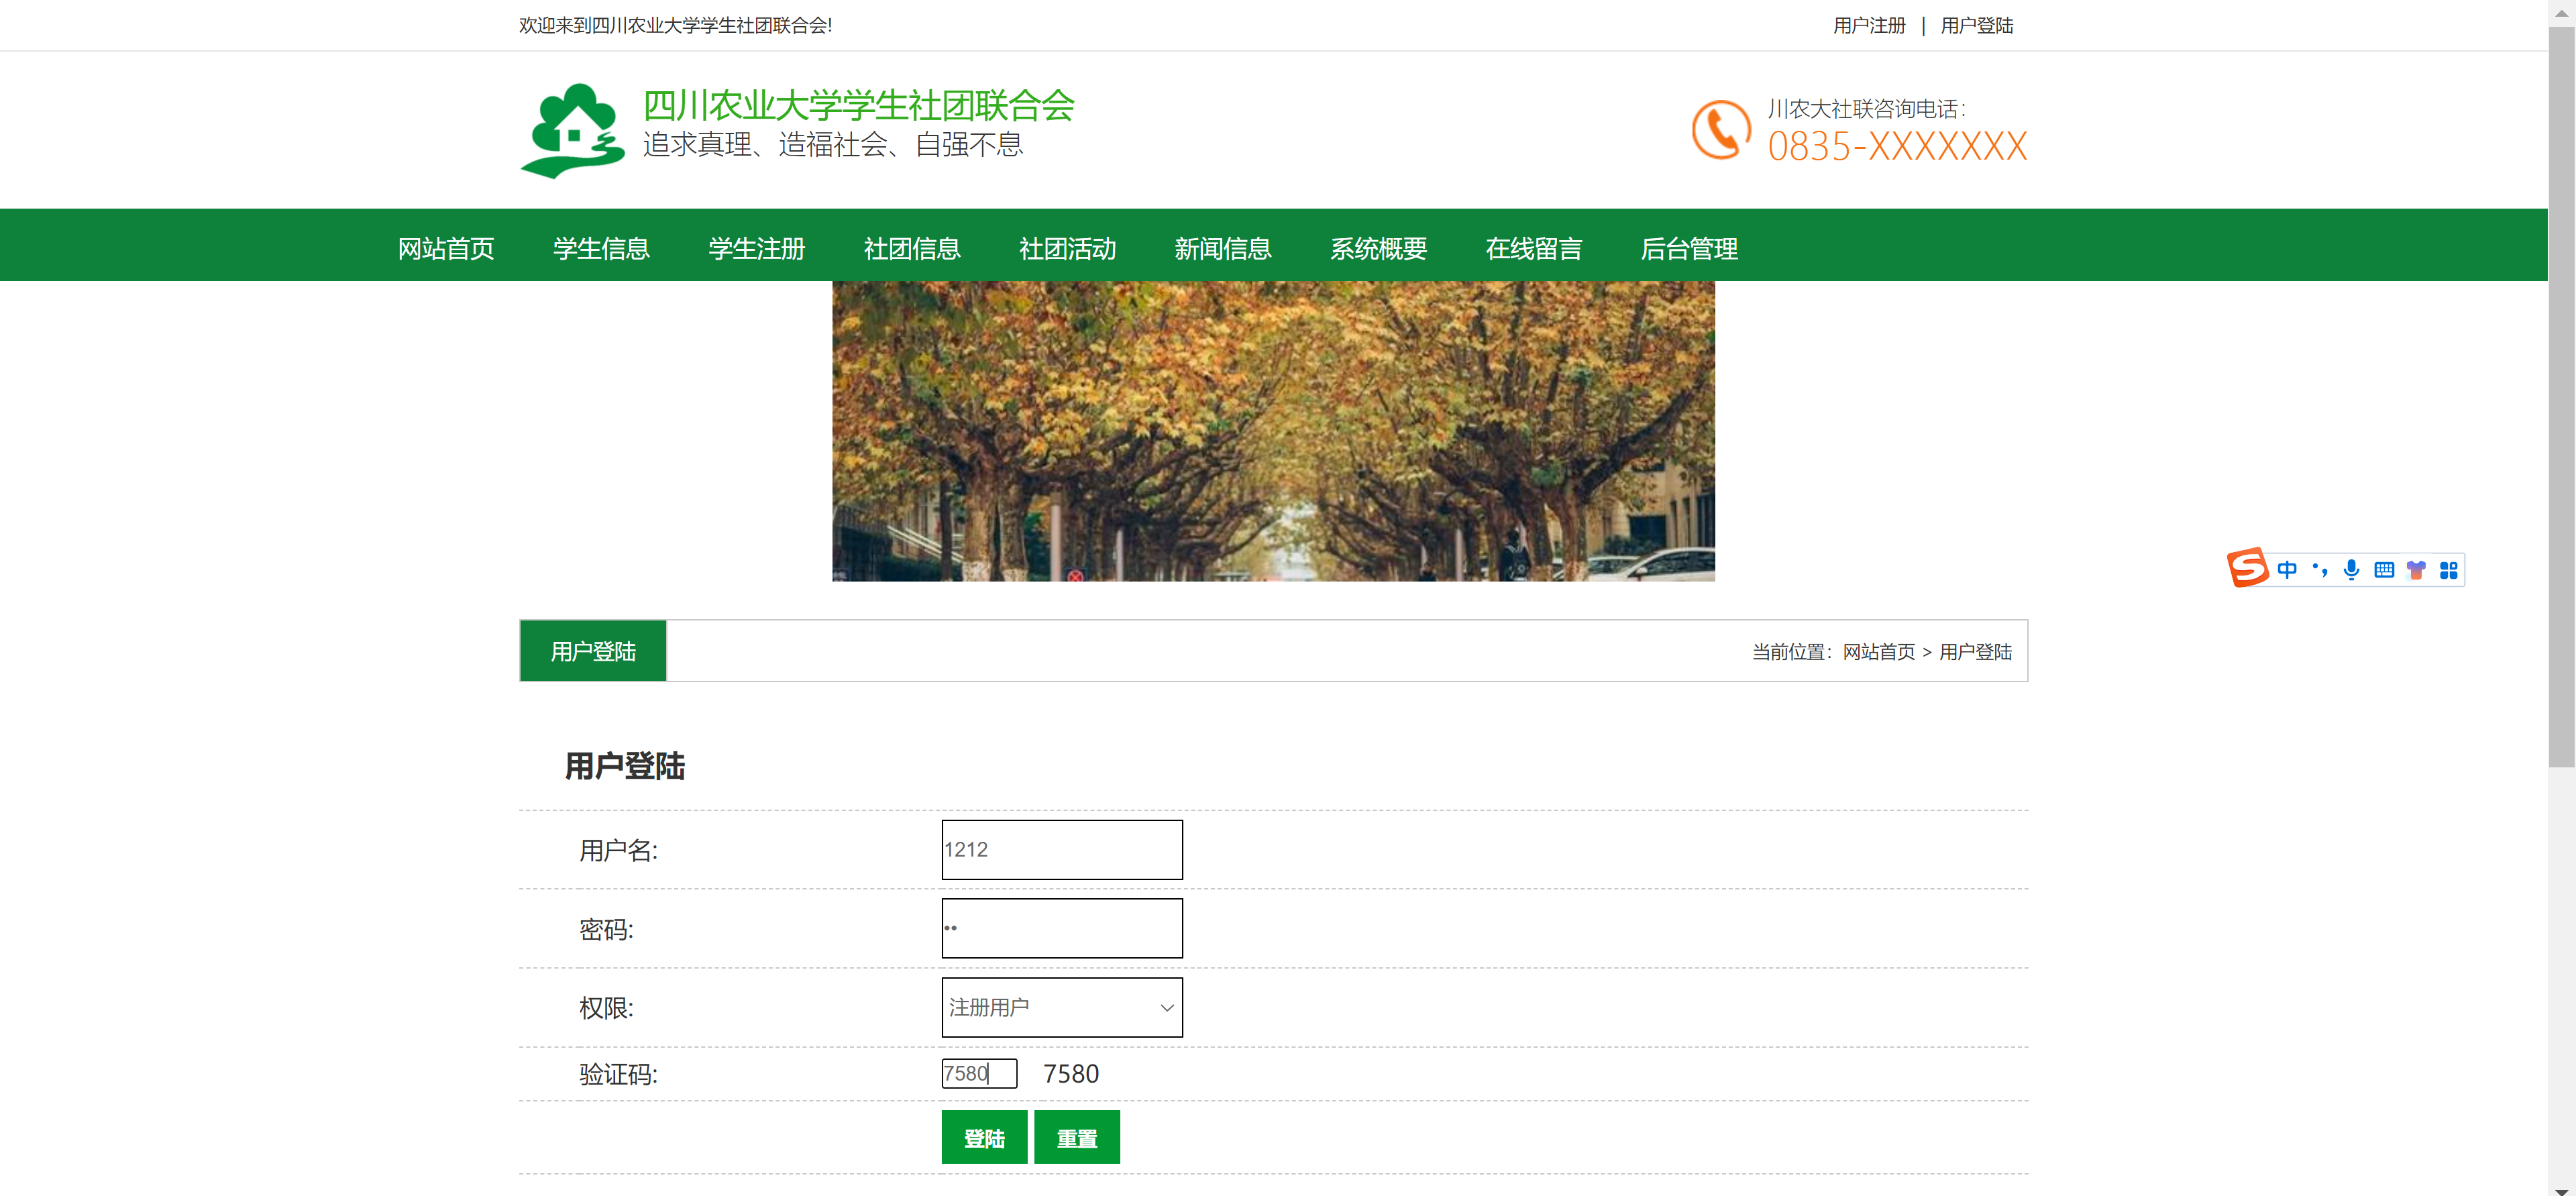 欢迎来到四川农业大学学生社团联合会!
用户注册 | 用户登陆
四川农业大学学生社团联合会
追求真理、造福社会、自强不息
川农大社联咨询电话:
0835-XXXXXXX
网站首页 学生信息 学生注册 社团信息 社团活动 新闻信息 系统概要 在线留言 后台管理
S 中
用户登陆
当前位置：网站首页 > 用户登陆
用户登陆
用户名: 1212
密码: ••
权限: 注册用户
验证码: 7580 7580
登陆 重置